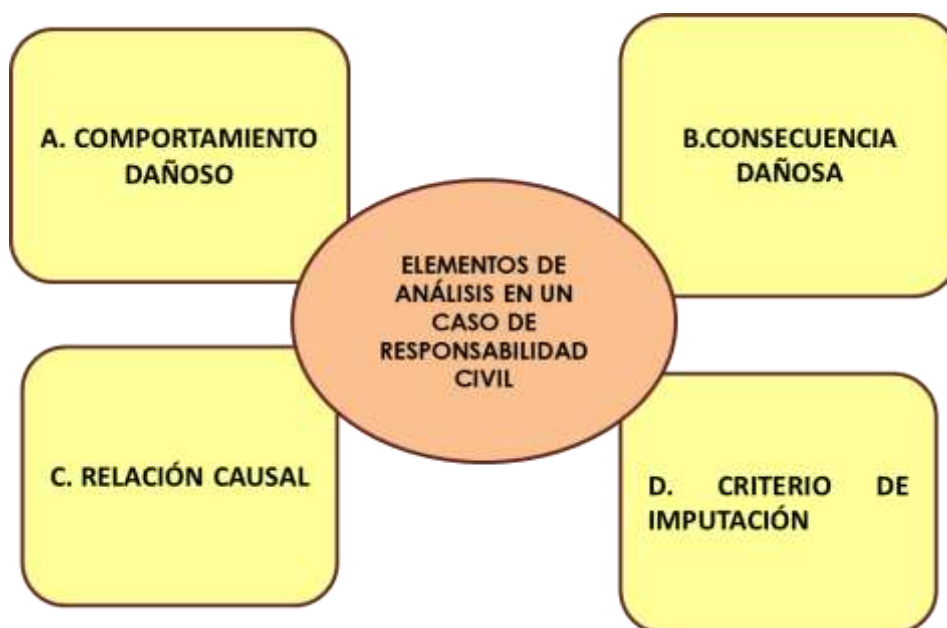 A. COMPORTAMIENTO
DAÑOSO
B.CONSECUENCIA
DAÑOSA
ELEMENTOS DE
ANÁLISIS EN UN
CASO DE
RESPONSABILIDAD
CIVIL
C. RELACIÓN CAUSAL
D. CRITERIO DE
IMPUTACIÓN